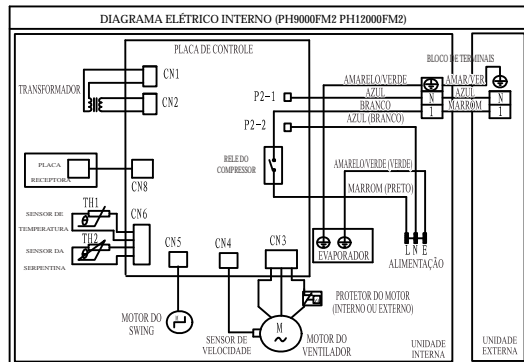 DIAGRAMA ELÉTRICO INTERNO (PH9000FM2 PH12000FM2)
PLACA DE CONTROLE
BLOCO DE TERMINAIS
CN1
TRANSFORMADOR
CN2
AMARELO/VERDE
AMAR/VER
P2-1
AZUL
N
AZUL
N
BRANCO
1
MARROM
1
P2-2
AZUL (BRANCO)
PLACA
RECEPTORA
CN8
RELE DO
COMPRESSOR
AMARELO/VERDE (VERDE)
MARROM (PRETO)
TH1
CN6
SENSOR DE
TEMPERATURA
TH2
SENSOR DA
SERPENTINA
CN5
CN4
CN3
EVAPORADOR
L N E
ALIMENTAÇÃO
PROTETOR DO MOTOR
(INTERNO OU EXTERNO)
MOTOR DO
SWING
M
SENSOR DE
VELOCIDADE
M
MOTOR DO
VENTILADOR
UNIDADE
INTERNA
UNIDADE
EXTERNA